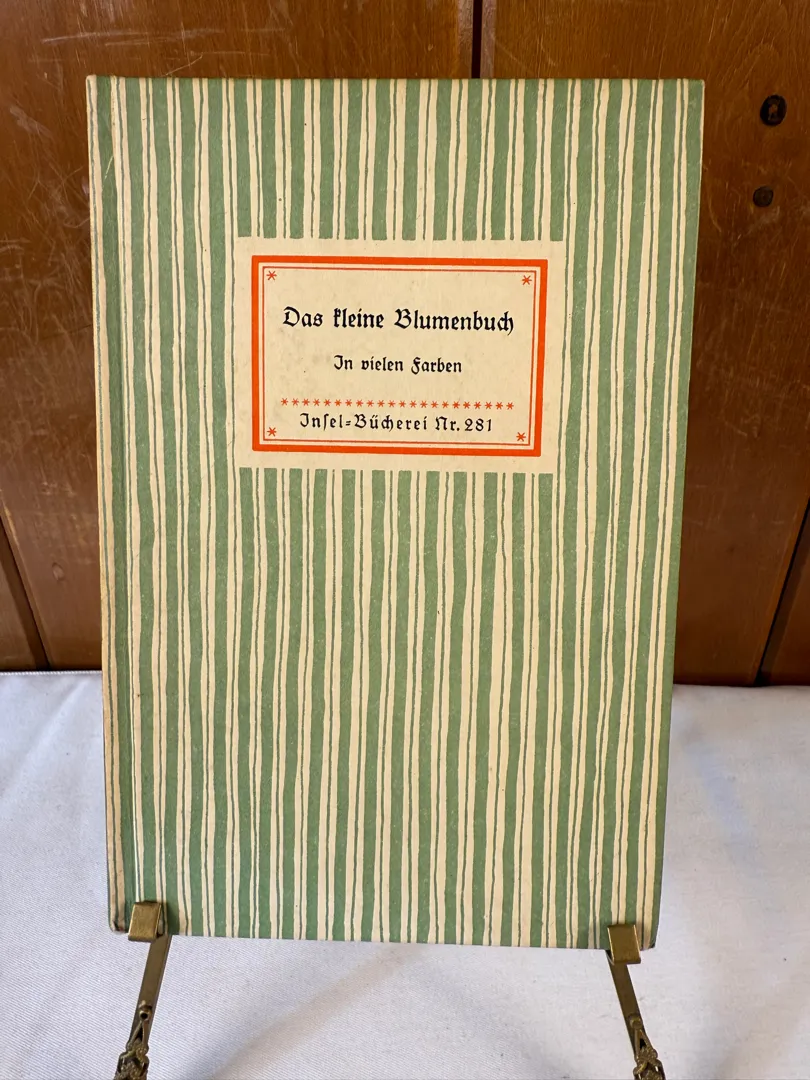 Das kleine Blumenbuch
In vielen Farben
********************
Inſel-Bücherei Nr. 281